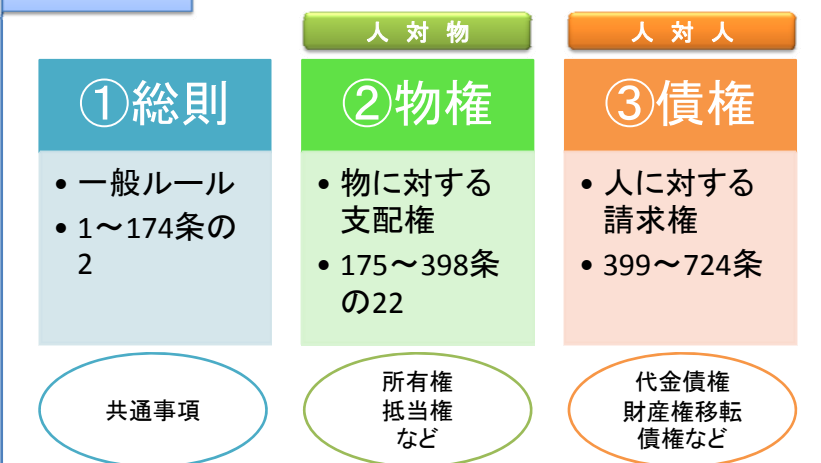 人 対 物
人 対 人
①総則
②物権
③債権
• 一般ルール
• 1～174条の
2
• 物に対する
支配権
• 175～398条
の22
• 人に対する
請求権
• 399～724条
共通事項
所有権
抵当権
など
代金債権
財産権移転
債権など